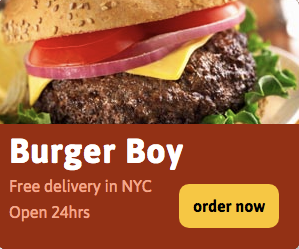 Burger Boy
Free delivery in NYC
Open 24hrs
order now